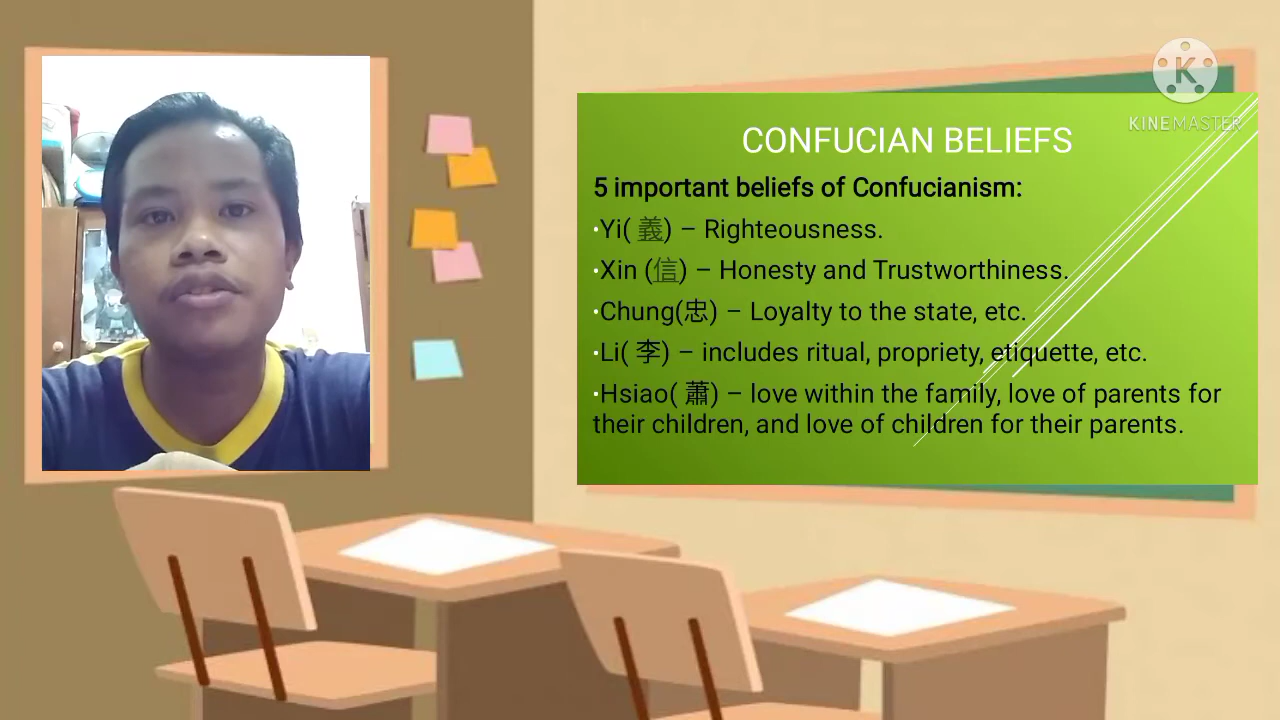 K
KINEMASTER
CONFUCIAN BELIEFS
5 important beliefs of Confucianism:
•Yi( 義) – Righteousness.
•Xin (信) – Honesty and Trustworthiness.
•Chung(忠) – Loyalty to the state, etc.
•Li( 李) – includes ritual, propriety, etiquette, etc.
•Hsiao( 蕭) – love within the family, love of parents for
their children, and love of children for their parents.